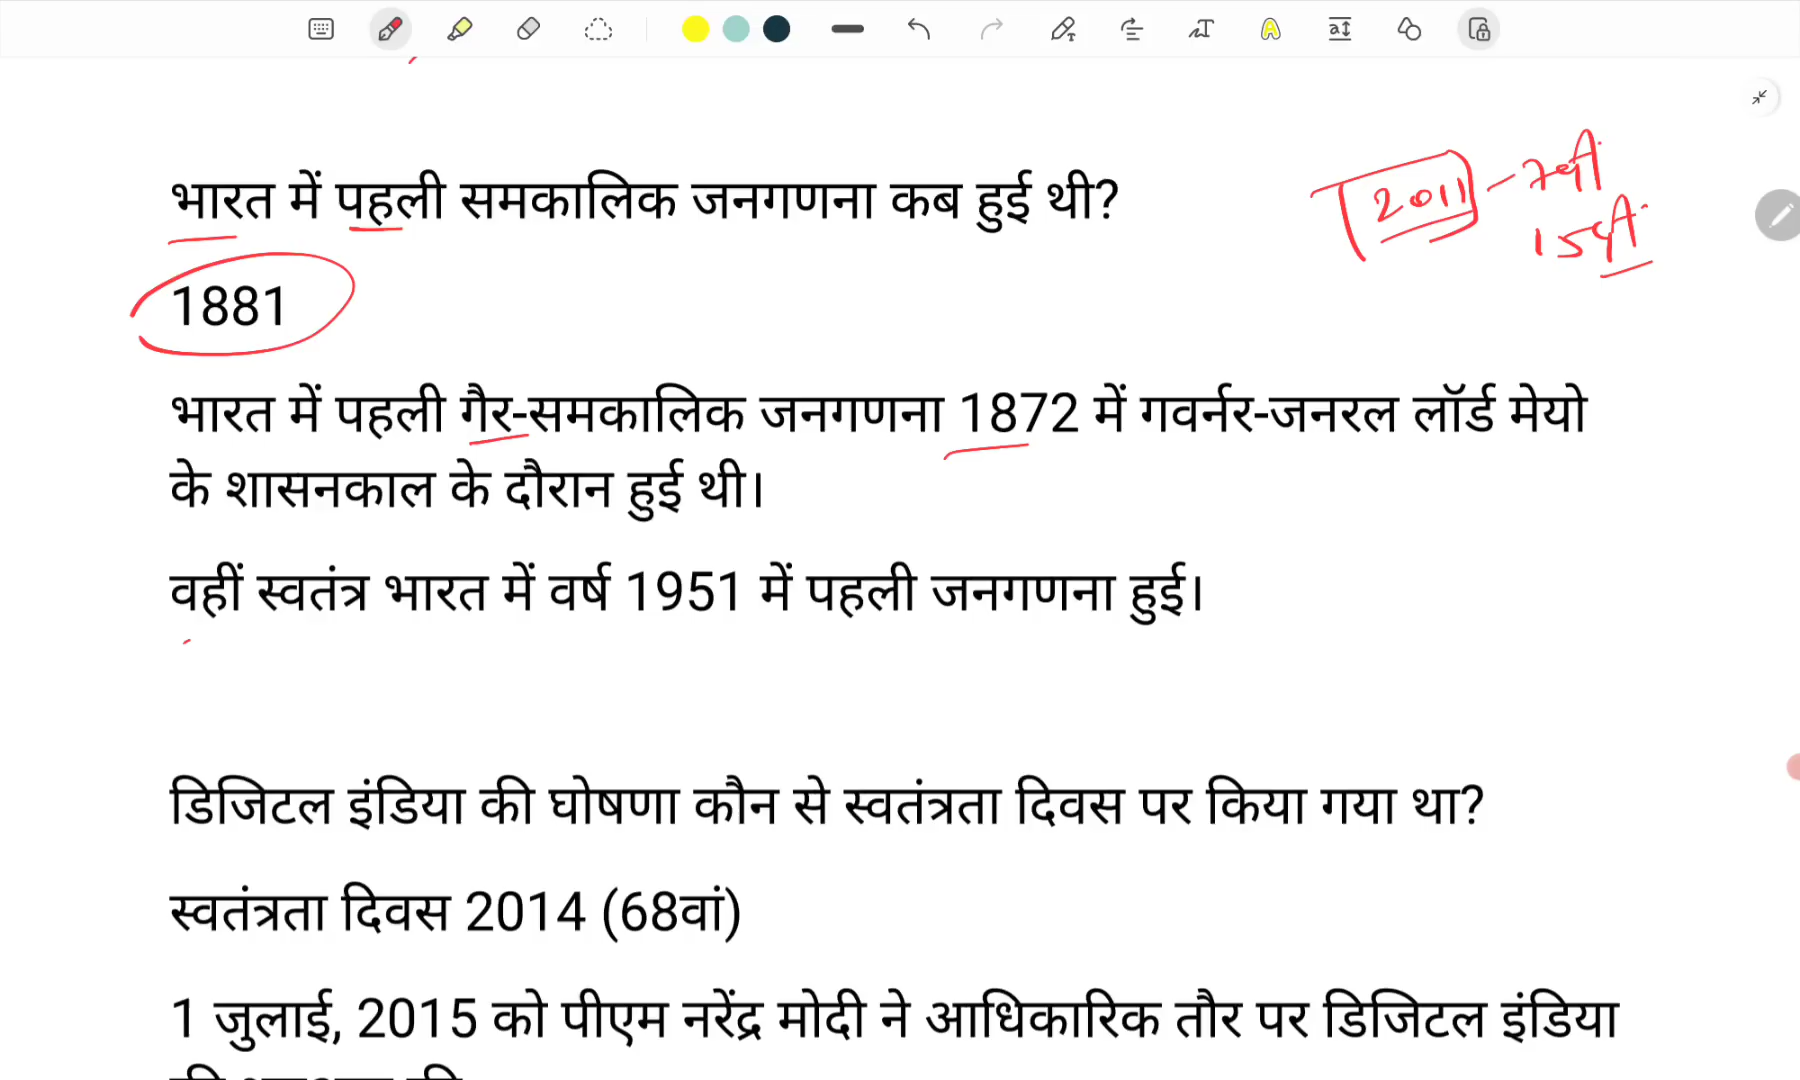 भारत में पहली समकालिक जनगणना कब हुई थी?
2011 - 7वीं
15वीं
1881
भारत में पहली गैर-समकालिक जनगणना 1872 में गवर्नर-जनरल लॉर्ड मेयो
के शासनकाल के दौरान हुई थी।
वहीं स्वतंत्र भारत में वर्ष 1951 में पहली जनगणना हुई।
डिजिटल इंडिया की घोषणा कौन से स्वतंत्रता दिवस पर किया गया था?
स्वतंत्रता दिवस 2014 (68वां)
1 जुलाई, 2015 को पीएम नरेंद्र मोदी ने आधिकारिक तौर पर डिजिटल इंडिया